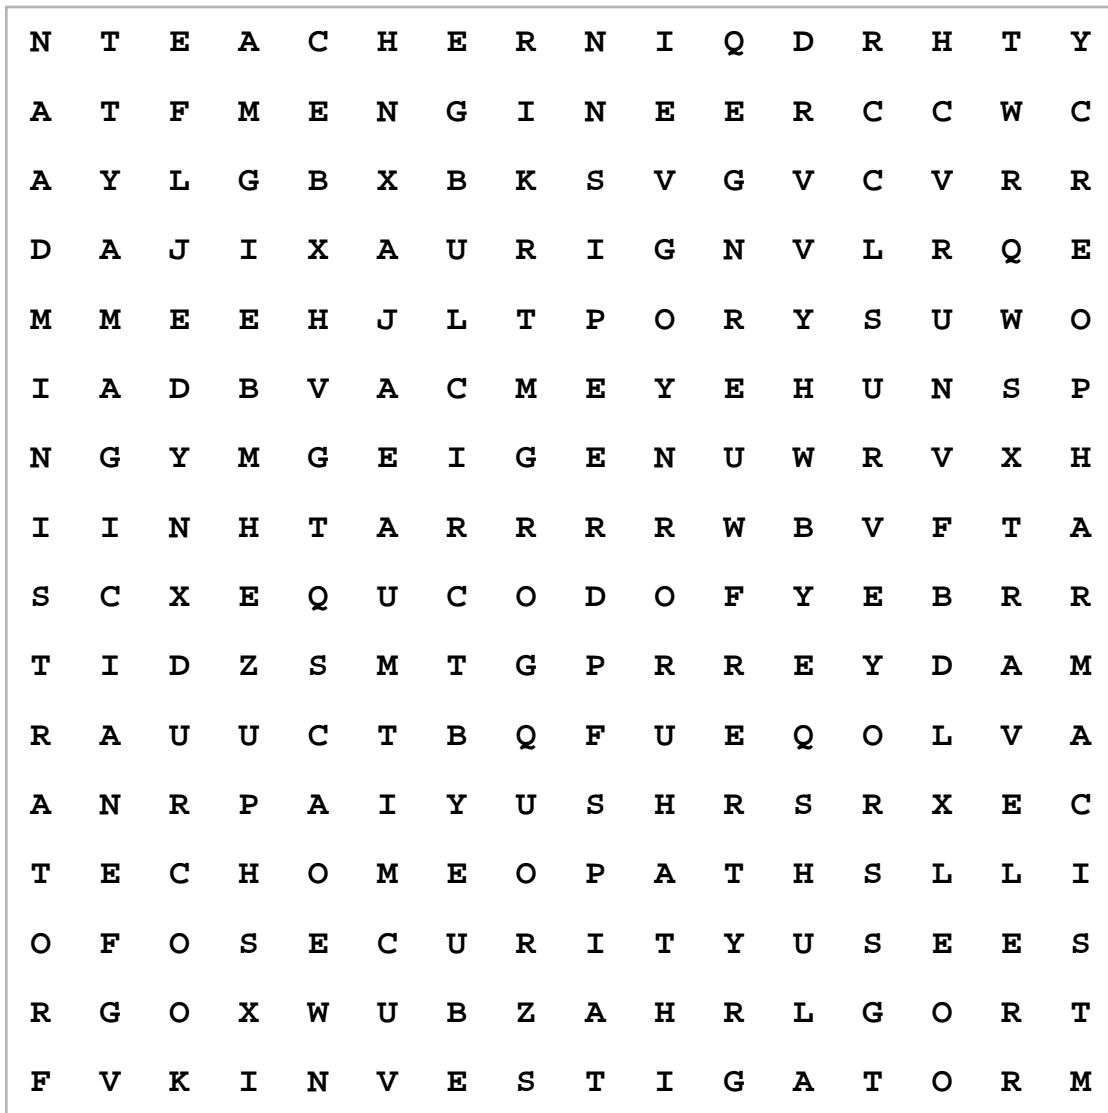 N T E A C H E R N I Q D R H T Y
A T F M E N G I N E E R C C W C
A Y L G B X B K S V G V C V R R
D A J I X A U R I G N V L R Q E
M M E E H J L T P O R Y S U W O
I A D B V A C M E Y E H U N S P
N G Y M G E I G E N U W R V X H
I I N H T A R R R R W B V F T A
S C X E Q U C O D O F Y E B R R
T I D Z S M T G P R R E Y D A M
R A U U C T B Q F U E Q O L V A
A N R P A I Y U S H R S R X E C
T E C H O M E O P A T H S L L I
O F O S E C U R I T Y U S E E S
R G O X W U B Z A H R L G O R T
F V K I N V E S T I G A T O R M